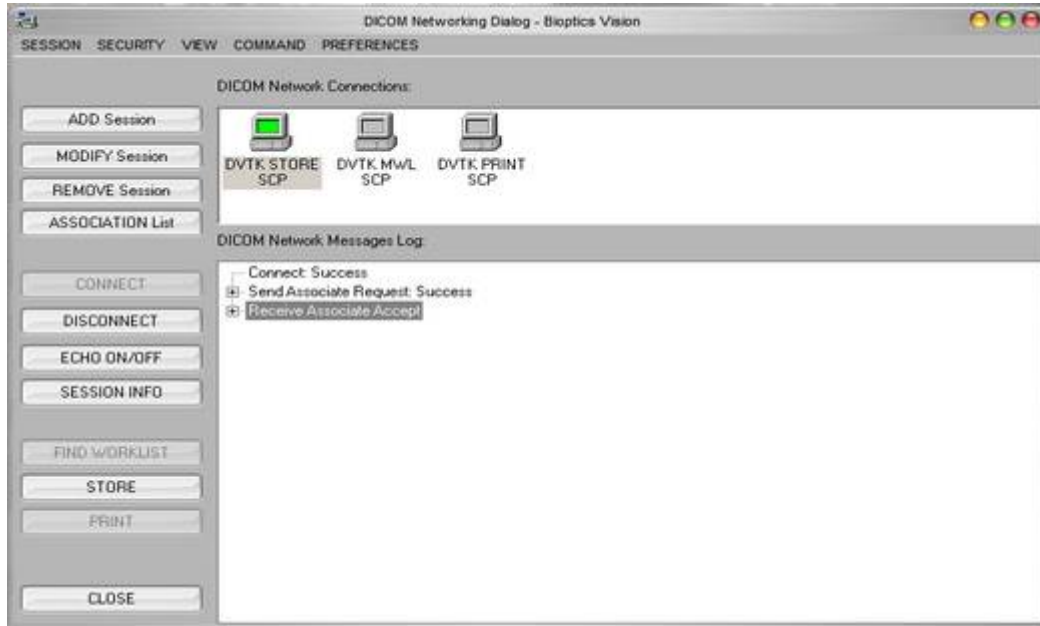 DICOM Networking Dialog - Bioptics Vision
SESSION SECURITY VIEW COMMAND PREFERENCES
DICOM Network Connections:
ADD Session
MODIFY Session
REMOVE Session
ASSOCIATION List
DVTK STORE SCP
DVTK MWL SCP
DVTK PRINT SCP
DICOM Network Messages Log:
CONNECT
DISCONNECT
ECHO ON/OFF
SESSION INFO
FIND WORKLIST
STORE
PRINT
CLOSE
Connect: Success
Send Associate Request: Success
Receive Associate Accept